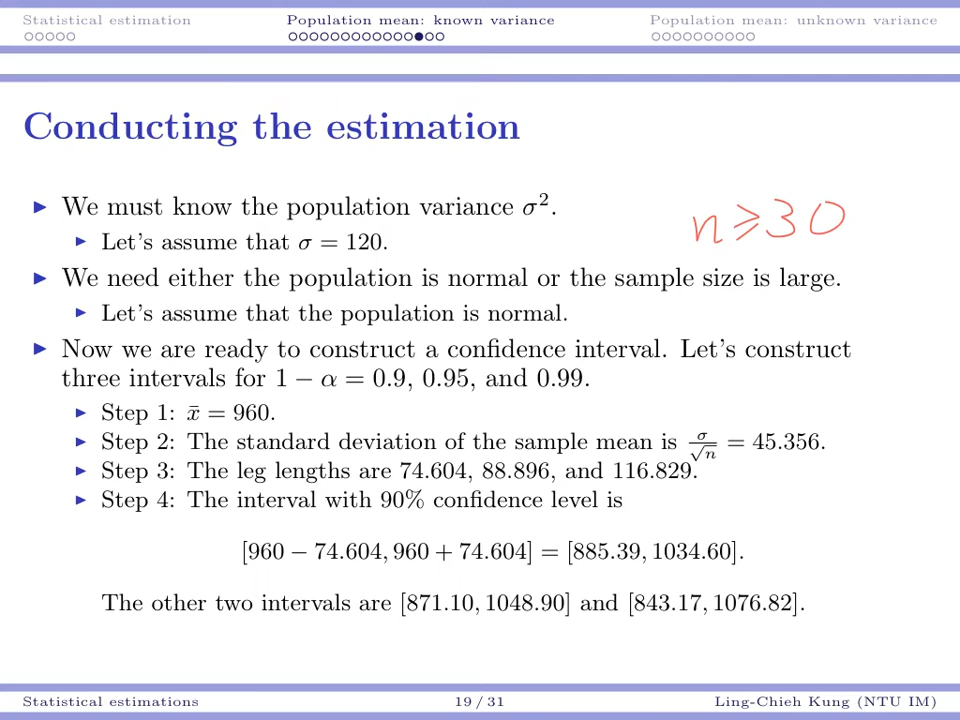 Statistical estimation
Population mean: known variance
Population mean: unknown variance
Conducting the estimation
We must know the population variance σ².
n ≥ 30
Let's assume that σ = 120.
We need either the population is normal or the sample size is large.
Let's assume that the population is normal.
Now we are ready to construct a confidence interval. Let's construct
three intervals for 1 − α = 0.9, 0.95, and 0.99.
Step 1: x̄ = 960.
Step 2: The standard deviation of the sample mean is σ/√n = 45.356.
Step 3: The leg lengths are 74.604, 88.896, and 116.829.
Step 4: The interval with 90% confidence level is
[960 − 74.604, 960 + 74.604] = [885.39, 1034.60].
The other two intervals are [871.10, 1048.90] and [843.17, 1076.82].
Statistical estimations
19 / 31
Ling-Chieh Kung (NTU IM)